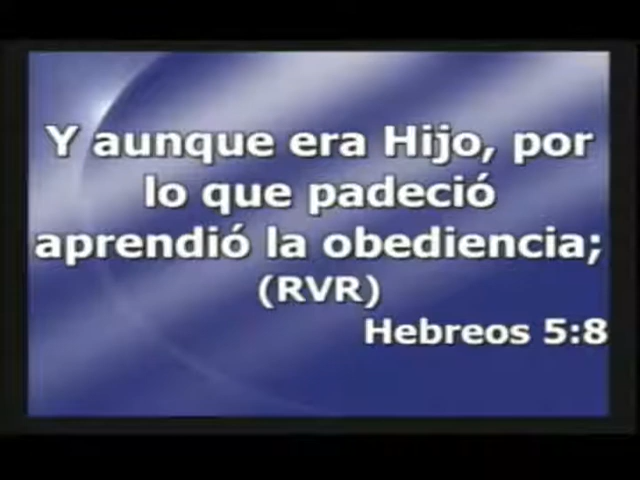 Y aunque era Hijo, por
lo que padeció
aprendió la obediencia;
(RVR)
Hebreos 5:8